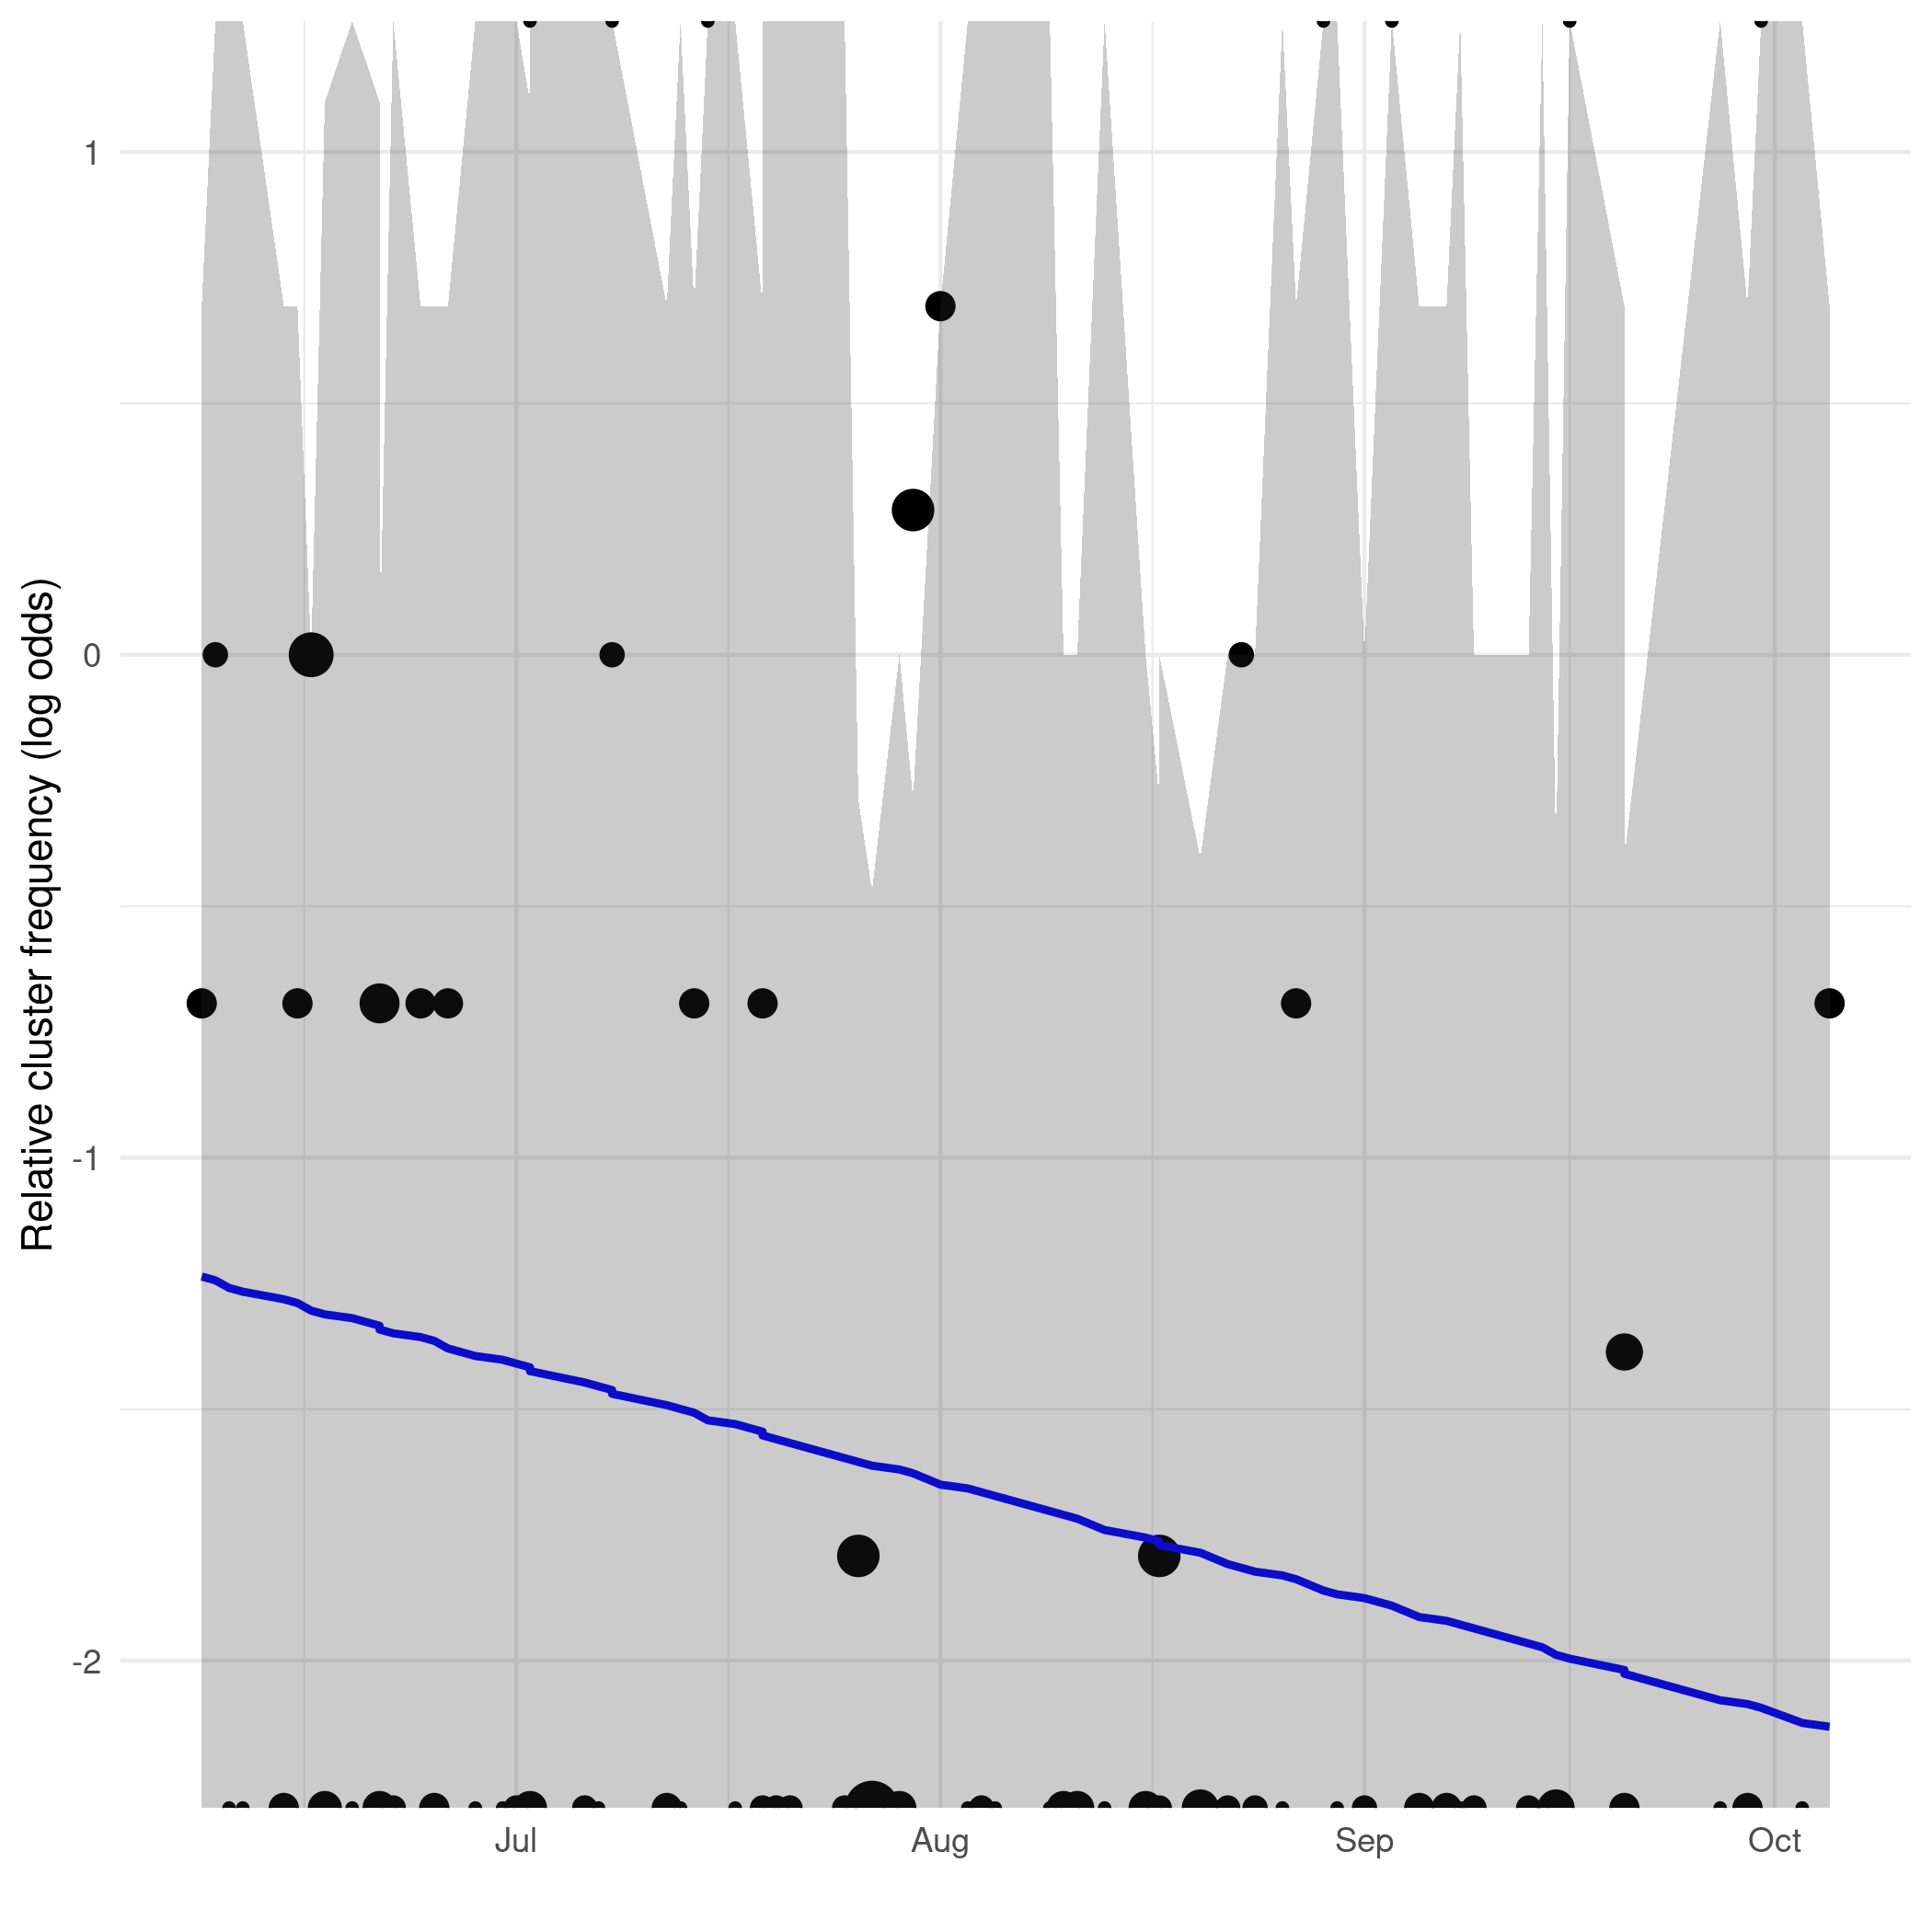 Relative cluster frequency (log odds)
1
0
-1
-2
Jul
Aug
Sep
Oct